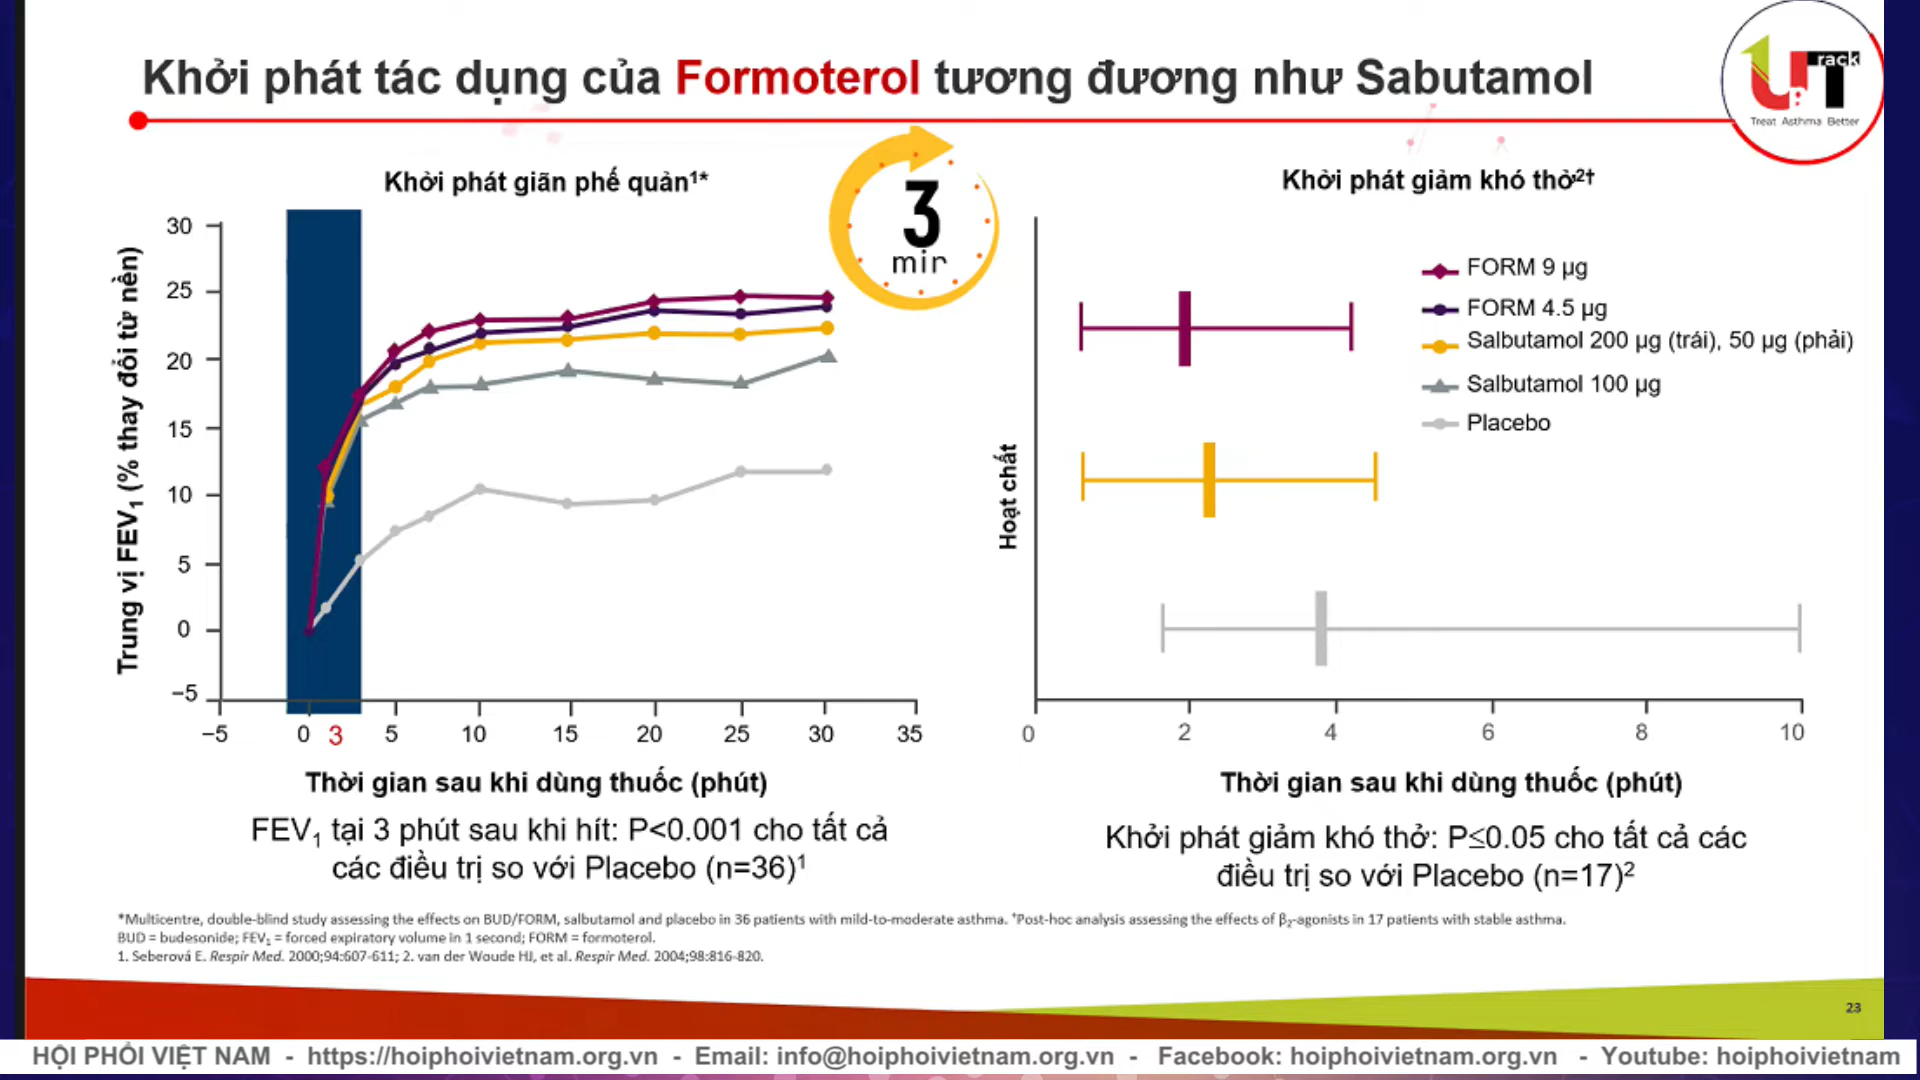 Khởi phát tác dụng của Formoterol tương đương như Sabutamol
UTrack
Treat Asthma Better
Khởi phát giãn phế quản¹*
3
mir
Trung vị FEV₁ (% thay đổi từ nền)
30
25
20
15
10
5
0
−5
−5 0 3 5 10 15 20 25 30 35
Thời gian sau khi dùng thuốc (phút)
FEV₁ tại 3 phút sau khi hít: P<0.001 cho tất cả
các điều trị so với Placebo (n=36)¹
Khởi phát giảm khó thở²†
FORM 9 µg
FORM 4.5 µg
Salbutamol 200 µg (trái), 50 µg (phải)
Salbutamol 100 µg
Placebo
Hoạt chất
0 2 4 6 8 10
Thời gian sau khi dùng thuốc (phút)
Khởi phát giảm khó thở: P≤0.05 cho tất cả các
điều trị so với Placebo (n=17)²
*Multicentre, double-blind study assessing the effects on BUD/FORM, salbutamol and placebo in 36 patients with mild-to-moderate asthma. †Post-hoc analysis assessing the effects of β₂-agonists in 17 patients with stable asthma.
BUD = budesonide; FEV₁ = forced expiratory volume in 1 second; FORM = formoterol.
1. Seberová E. Respir Med. 2000;94:607-611; 2. van der Woude HJ, et al. Respir Med. 2004;98:816-820.
23
HỘI PHỔI VIỆT NAM - https://hoiphoivietnam.org.vn - Email: info@hoiphoivietnam.org.vn - Facebook: hoiphoivietnam.org.vn - Youtube: hoiphoivietnam